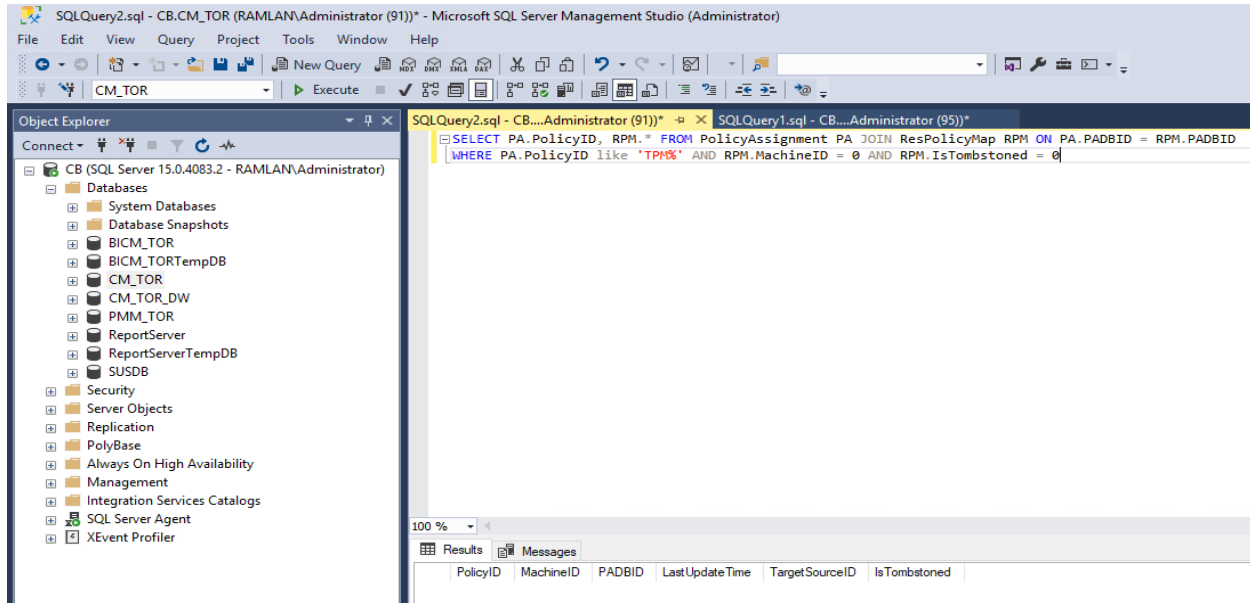 SQLQuery2.sql - CB.CM_TOR (RAMLAN\Administrator (91))* - Microsoft SQL Server Management Studio (Administrator)
File Edit View Query Project Tools Window Help
New Query MDX DMX XMLA DAX
CM_TOR Execute
Object Explorer
SQLQuery2.sql - CB....Administrator (91))* SQLQuery1.sql - CB....Administrator (95))*
Connect
SELECT PA.PolicyID, RPM.* FROM PolicyAssignment PA JOIN ResPolicyMap RPM ON PA.PADBID = RPM.PADBID
WHERE PA.PolicyID like 'TPM%' AND RPM.MachineID = 0 AND RPM.IsTombstoned = 0
CB (SQL Server 15.0.4083.2 - RAMLAN\Administrator)
Databases
System Databases
Database Snapshots
BICM_TOR
BICM_TORTempDB
CM_TOR
CM_TOR_DW
PMM_TOR
ReportServer
ReportServerTempDB
SUSDB
Security
Server Objects
Replication
PolyBase
Always On High Availability
Management
Integration Services Catalogs
SQL Server Agent
XEvent Profiler
100 %
Results Messages
PolicyID MachineID PADBID LastUpdateTime TargetSourceID IsTombstoned